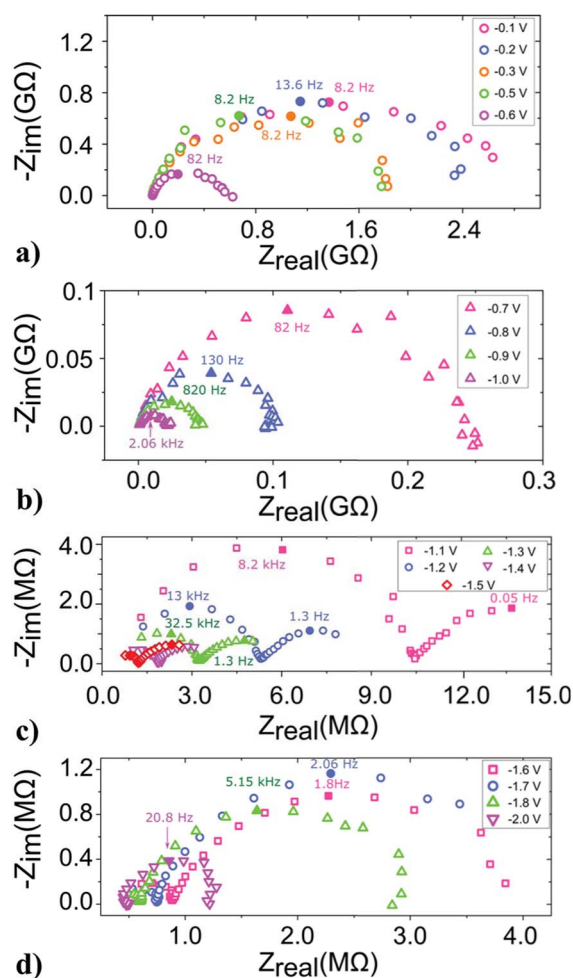 1.2
0.8
0.4
0.0
-Zim(GΩ)
13.6 Hz
8.2 Hz
8.2 Hz
8.2 Hz
82 Hz
-0.1 V
-0.2 V
-0.3 V
-0.5 V
-0.6 V
0.0 0.8 1.6 2.4
Zreal(GΩ)
a)
0.1
0.05
0.0
-Zim(GΩ)
82 Hz
130 Hz
820 Hz
2.06 kHz
-0.7 V
-0.8 V
-0.9 V
-1.0 V
0.0 0.1 0.2 0.3
Zreal(GΩ)
b)
4.0
2.0
0.0
-Zim(MΩ)
8.2 kHz
13 kHz
32.5 kHz
1.3 Hz
1.3 Hz
0.05 Hz
-1.1 V -1.3 V
-1.2 V -1.4 V
-1.5 V
0.0 3.0 6.0 9.0 12.0 15.0
Zreal(MΩ)
c)
1.2
0.8
0.4
0.0
-Zim(MΩ)
2.06 Hz
1.8Hz
5.15 kHz
20.8 Hz
-1.6 V
-1.7 V
-1.8 V
-2.0 V
1.0 2.0 3.0 4.0
Zreal(MΩ)
d)